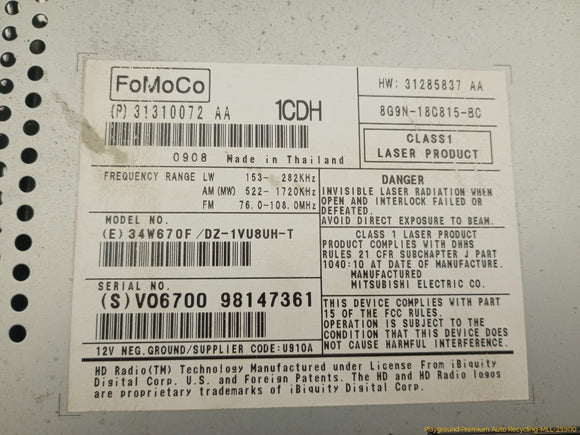 FoMoCo
(P) 31310072 AA
1CDH
HW: 31285837 AA
8G9N-18C815-BC
CLASS1
LASER PRODUCT
0908 Made in Thailand
FREQUENCY RANGE LW 153- 282KHz
AM(MW) 522- 1720KHz
FM 76.0-108.0MHz
MODEL NO.
(E) 34W670F /DZ-1VU8UH-T
SERIAL NO.
(S) V06700 98147361
12V NEG.GROUND/SUPPLIER CODE:U910A
DANGER
INVISIBLE LASER RADIATION WHEN
OPEN AND INTERLOCK FAILED OR
DEFEATED.
AVOID DIRECT EXPOSURE TO BEAM.
CLASS 1 LASER PRODUCT
PRODUCT COMPLIES WITH DHHS
RULES 21 CFR SUBCHAPTER J PART
1040:10 AT DATE OF MANUFACTURE.
MANUFACTURED
MITSUBISHI ELECTRIC CO.
THIS DEVICE COMPLIES WITH PART
15 OF THE FCC RULES.
OPERATION IS SUBJECT TO THE
CONDITION THAT THIS DEVICE DOES
NOT CAUSE HARMFUL INTERFERENCE.
HD Radio(TM) Technology Manufactured under License From iBiquity
Digital Corp. U.S. and Foreign Patents. The HD and HD Radio logos
are proprietary trademarks of iBiquity Digital Corp.